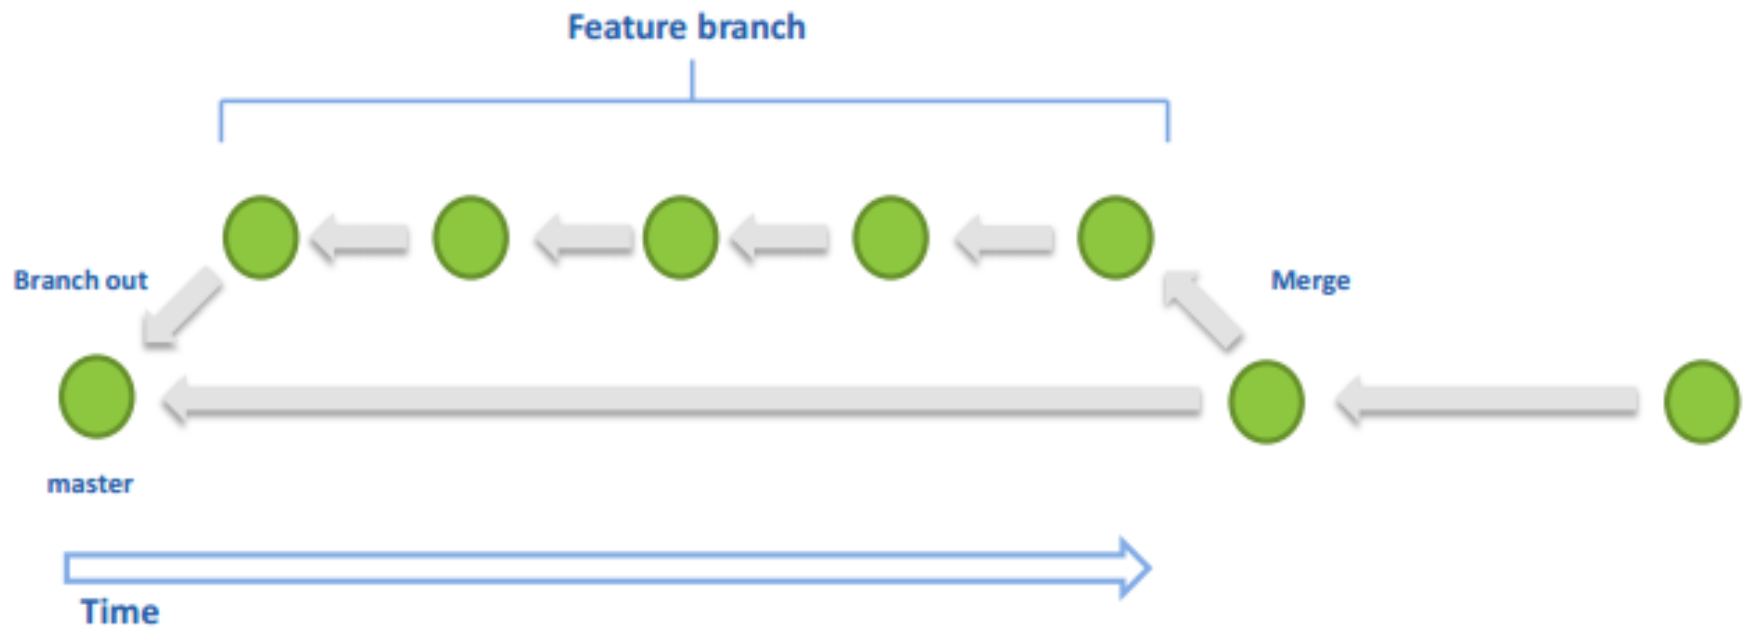 Feature branch
Branch out
Merge
master
Time